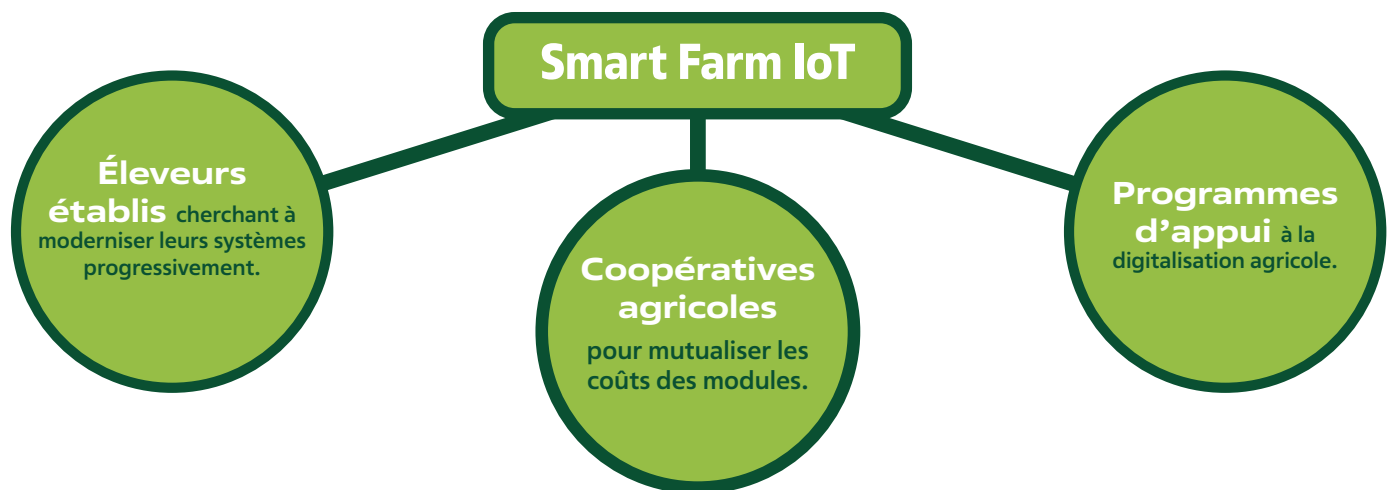 Smart Farm IoT
Éleveurs
établis cherchant à
moderniser leurs systèmes
progressivement.
Coopératives
agricoles
pour mutualiser les
coûts des modules.
Programmes
d’appui à la
digitalisation agricole.